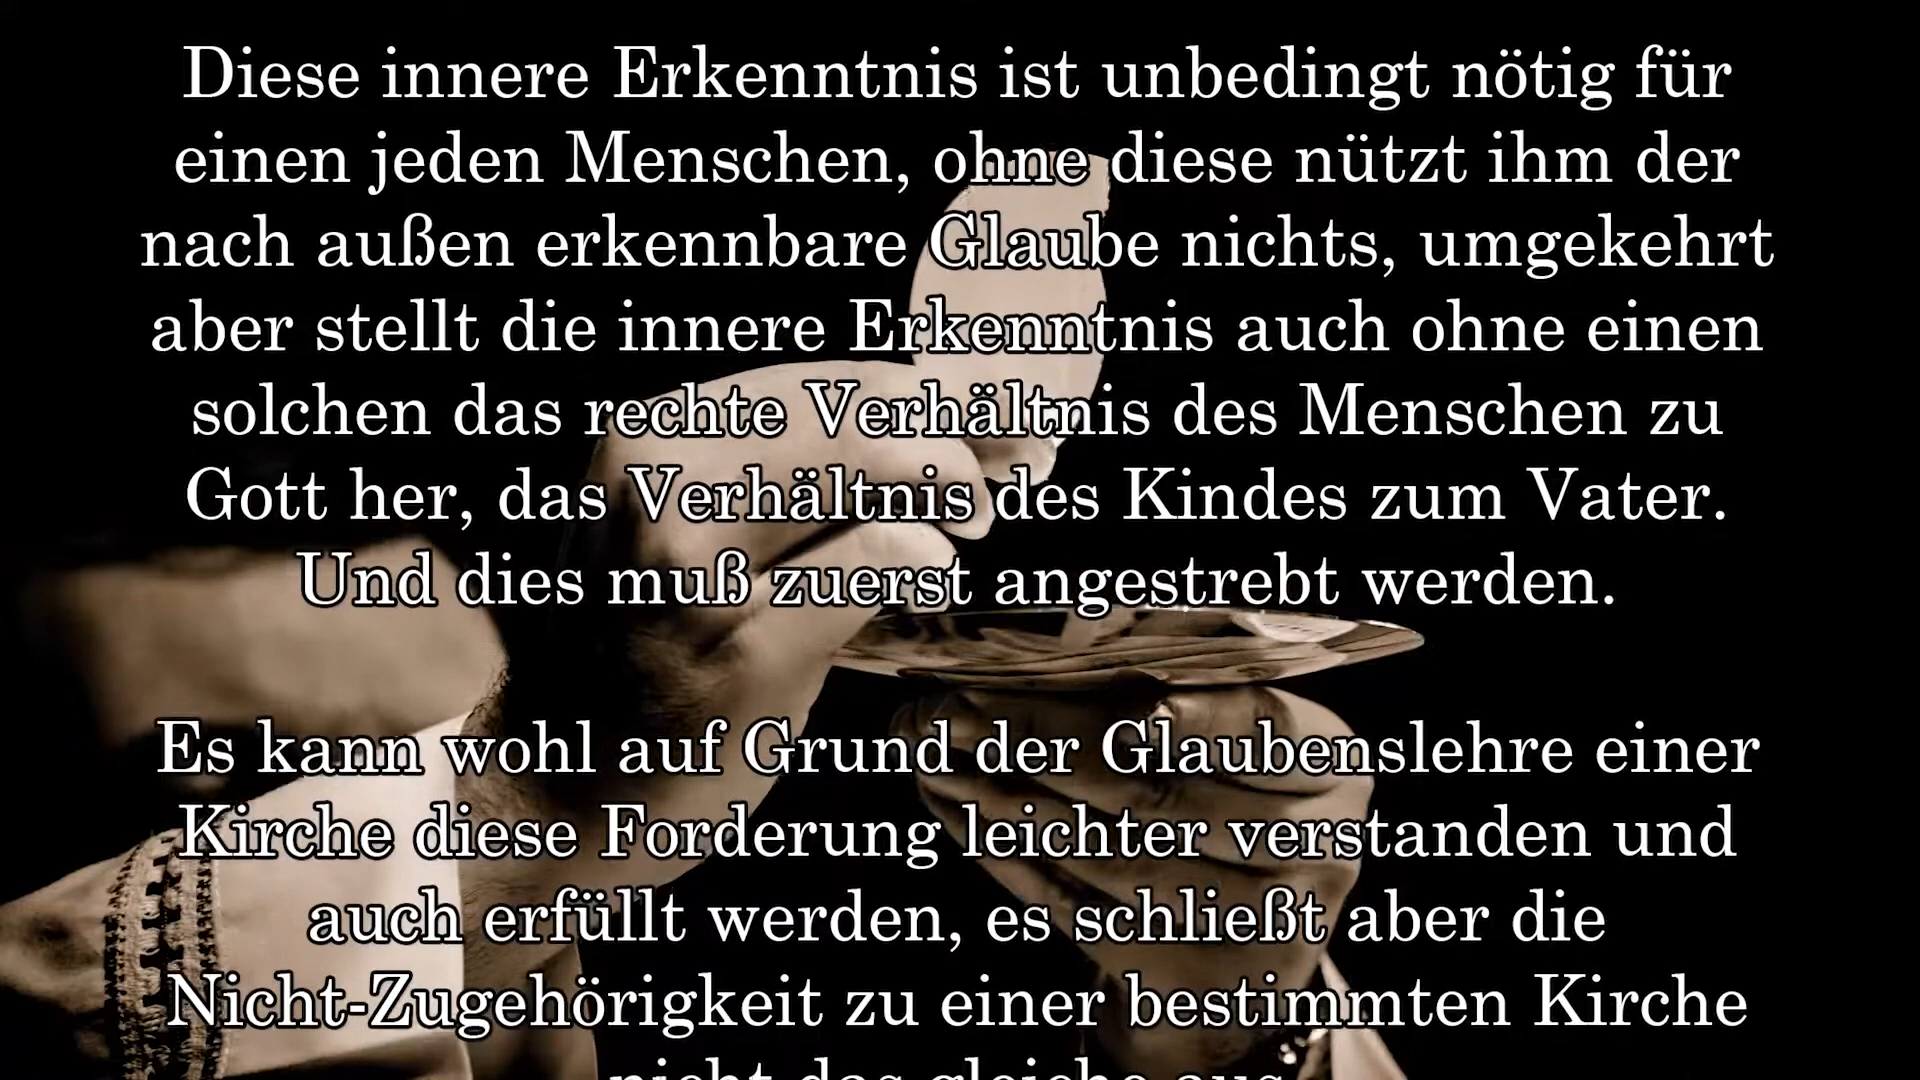 Diese innere Erkenntnis ist unbedingt nötig für
einen jeden Menschen, ohne diese nützt ihm der
nach außen erkennbare Glaube nichts, umgekehrt
aber stellt die innere Erkenntnis auch ohne einen
solchen das rechte Verhältnis des Menschen zu
Gott her, das Verhältnis des Kindes zum Vater.
Und dies muß zuerst angestrebt werden.
Es kann wohl auf Grund der Glaubenslehre einer
Kirche diese Forderung leichter verstanden und
auch erfüllt werden, es schließt aber die
Nicht-Zugehörigkeit zu einer bestimmten Kirche
nicht das gleiche aus